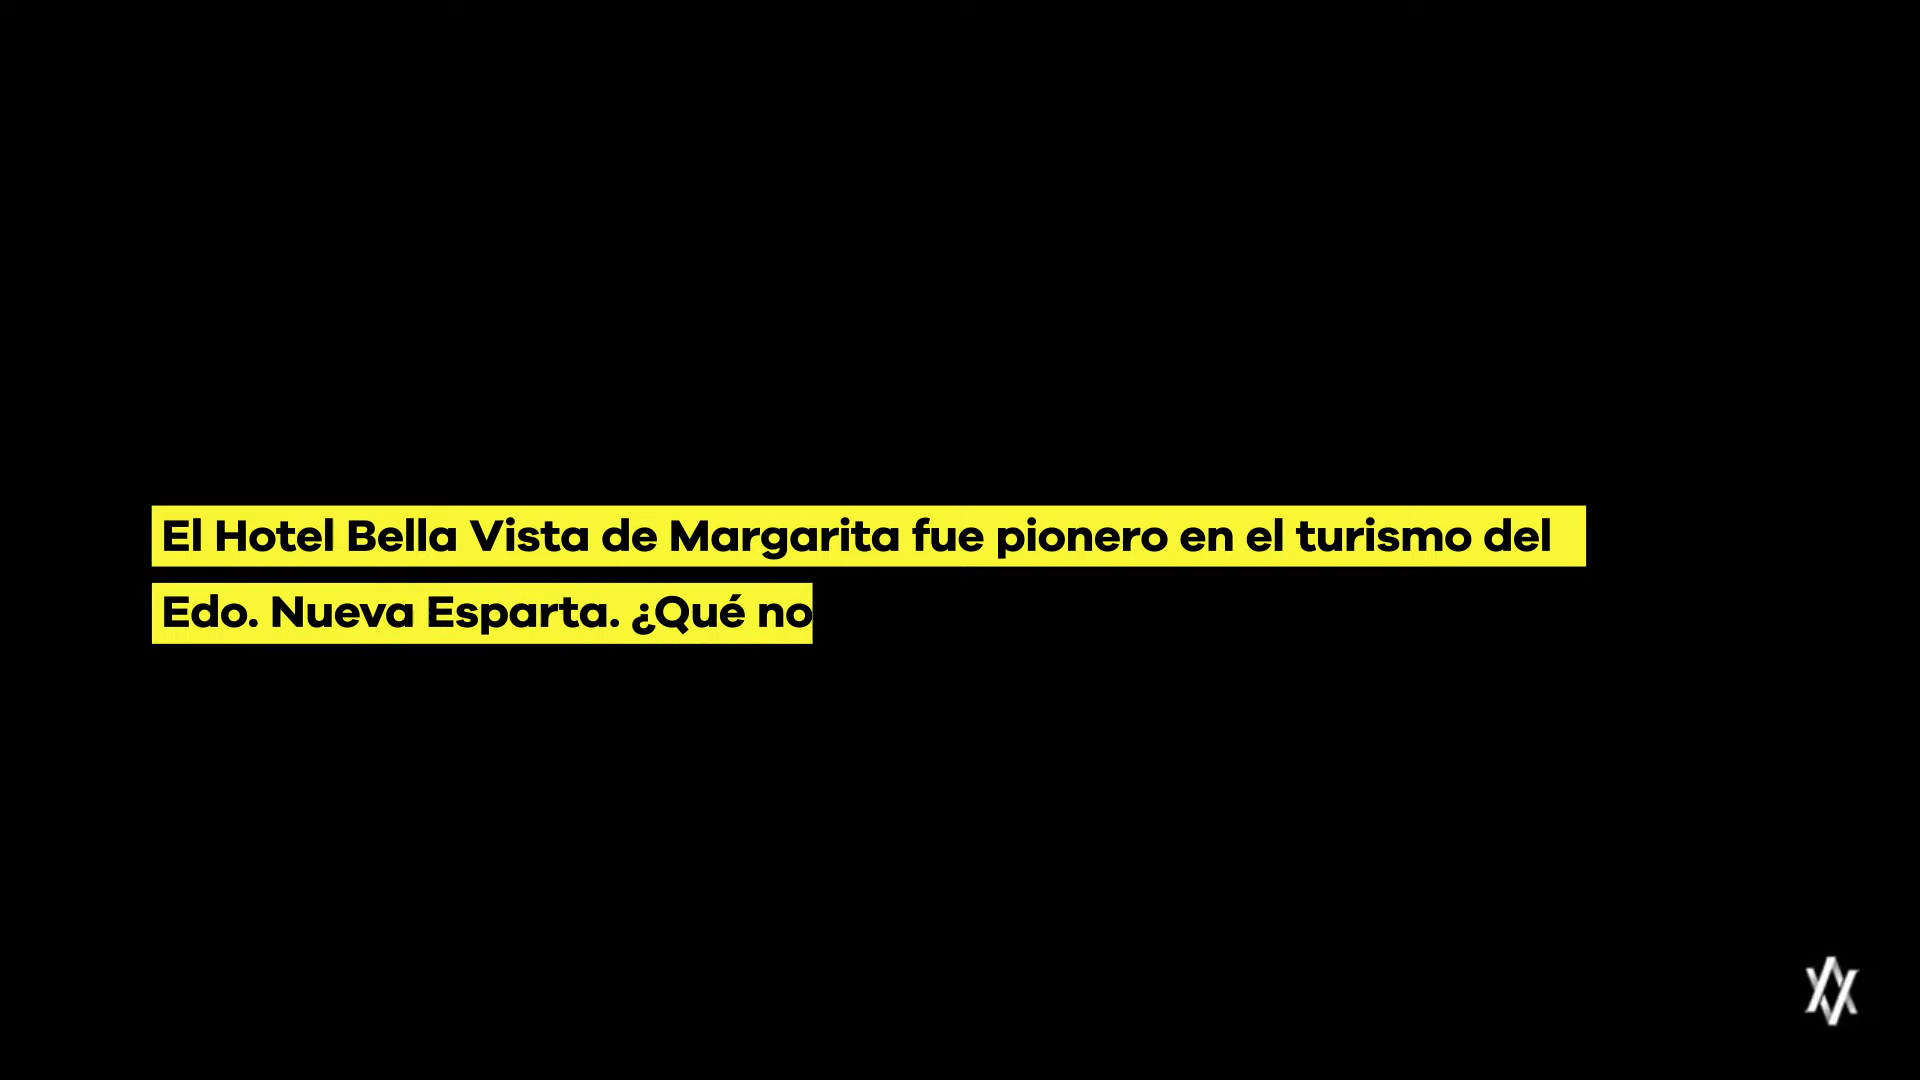 El Hotel Bella Vista de Margarita fue pionero en el turismo del
Edo. Nueva Esparta. ¿Qué no